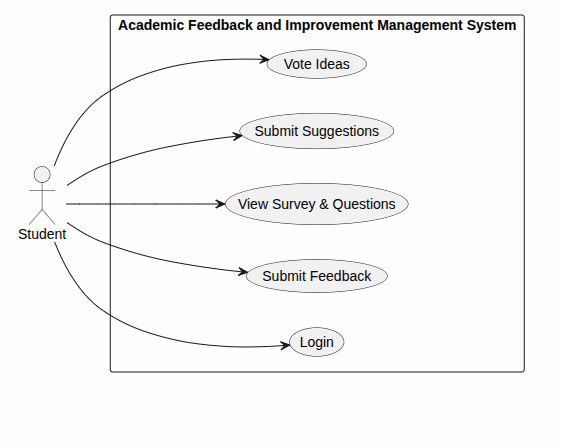 Academic Feedback and Improvement Management System
Vote Ideas
Submit Suggestions
View Survey & Questions
Student
Submit Feedback
Login